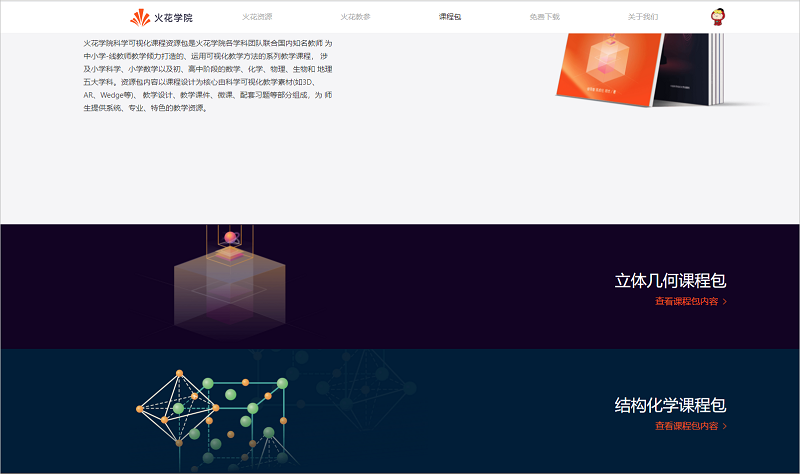 火花学院
火花资源
火花教参
课程包
免费下载
关于我们
火花学院科学可视化课程资源包是火花学院各学科团队联合国内知名教师 为
中小学一线教师教学倾力打造的、运用可视化教学方法的系列教学课程， 涉
及小学科学、小学数学以及初、高中阶段的数学、化学、物理、生物和 地理
五大学科。资源包内容以课程设计为核心由科学可视化教学素材(如3D、
AR、Wedge等)、 教学设计、教学课件、微课、配套习题等部分组成，为 师
生提供系统、专业、特色的教学资源。
立体几何课程包
查看课程包内容 >
结构化学课程包
查看课程包内容 >